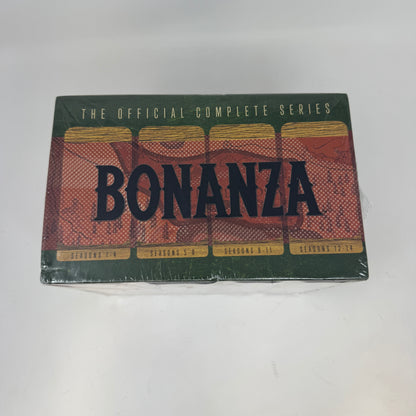 THE OFFICIAL COMPLETE SERIES
BONANZA
SEASONS 1-4 SEASONS 5-8 SEASONS 9-11 SEASONS 12-14